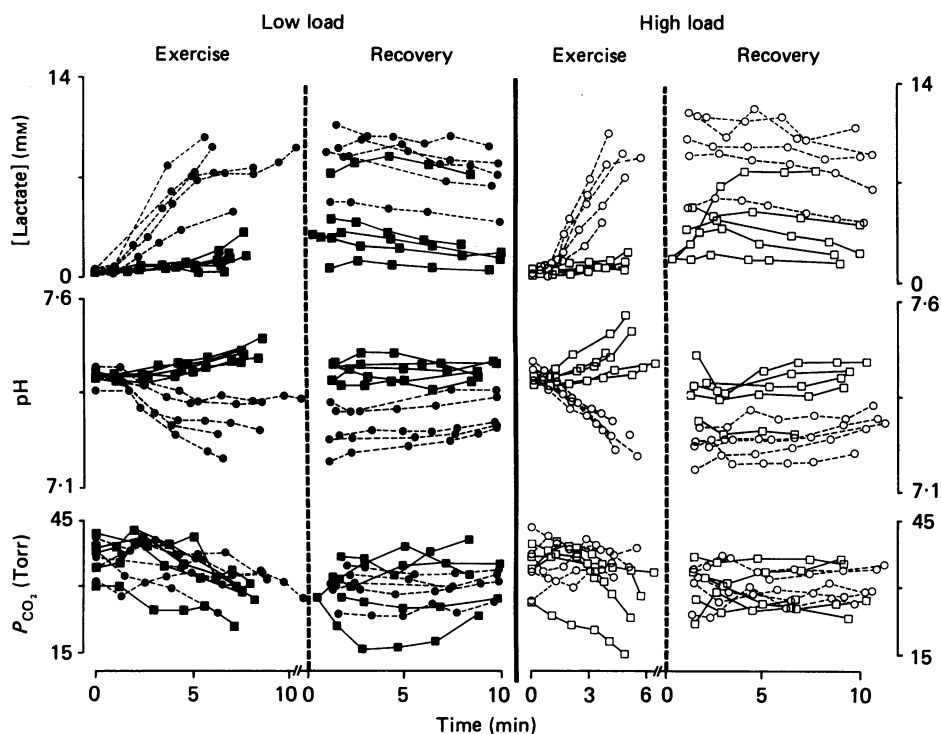 Low load High load
Exercise Recovery Exercise Recovery
14 14
[Lactate] (mM)
0 0
7·6 7·6
pH
7·1 7·1
45 45
PCO2 (Torr)
15 15
0 5 10 0 5 10 0 3 6 0 5 10
Time (min)